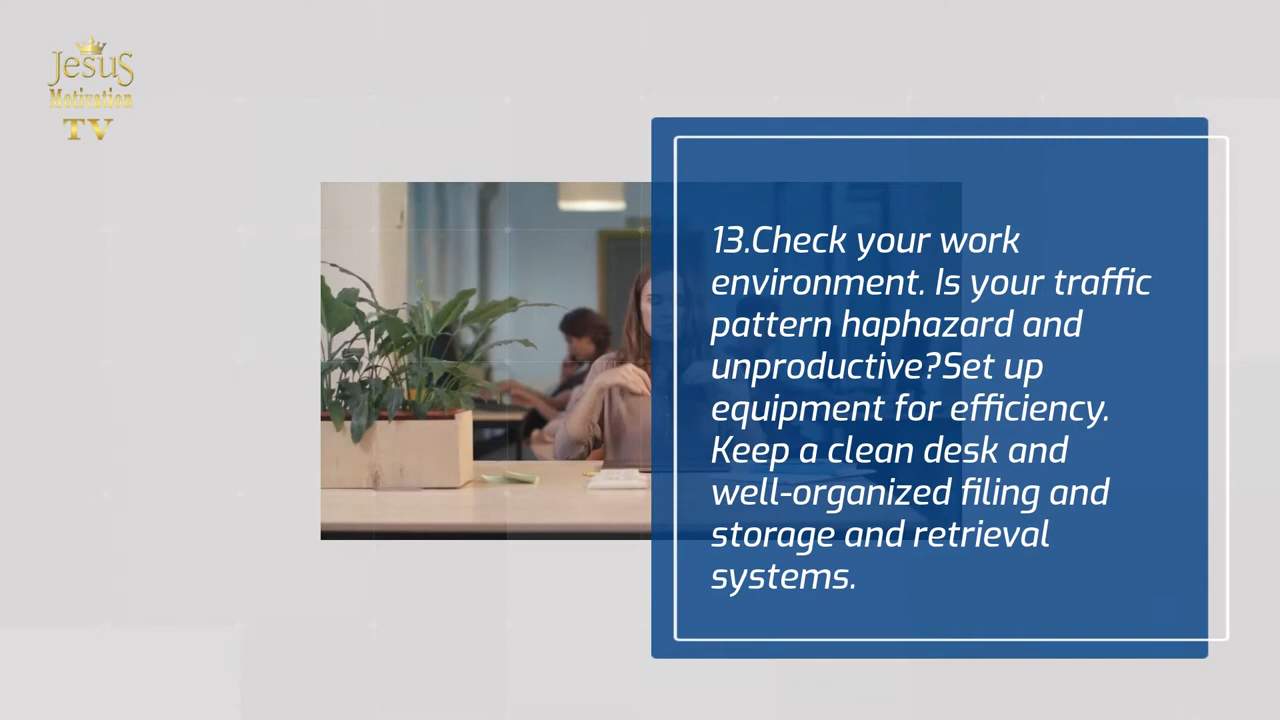 Jesus
Motivation
TV
13.Check your work
environment. Is your traffic
pattern haphazard and
unproductive?Set up
equipment for efficiency.
Keep a clean desk and
well-organized filing and
storage and retrieval
systems.